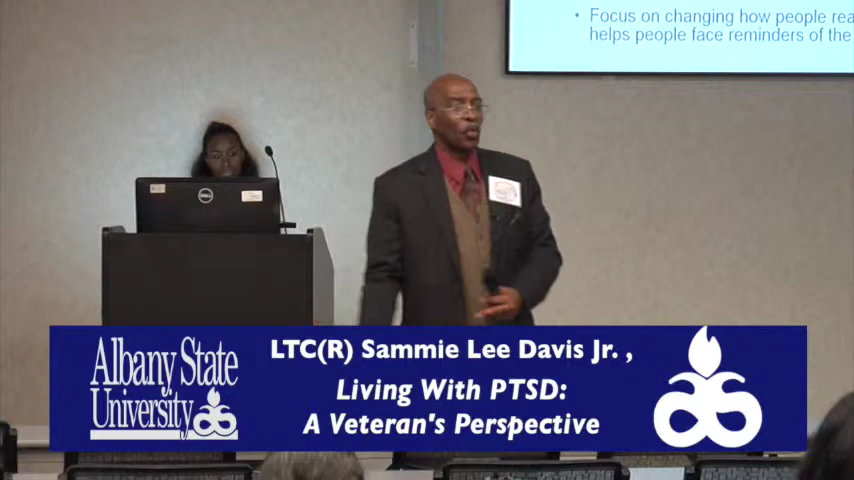 • Focus on changing how people rea
helps people face reminders of the
DELL
Albany State
University
LTC(R) Sammie Lee Davis Jr. ,
Living With PTSD:
A Veteran's Perspective